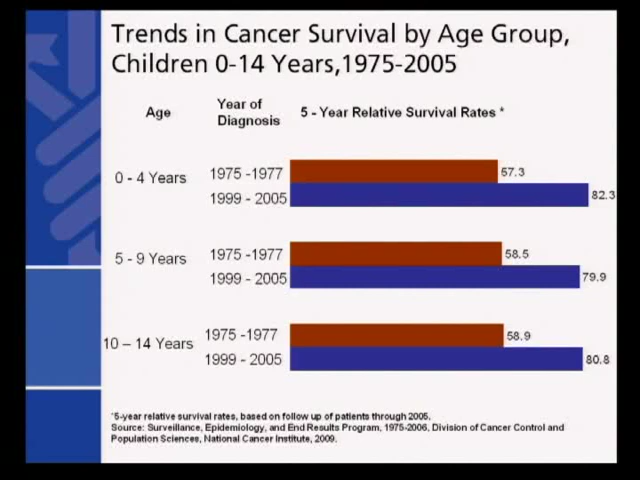 Trends in Cancer Survival by Age Group,
Children 0-14 Years,1975-2005
Age
Year of
Diagnosis
5 - Year Relative Survival Rates *
0 - 4 Years
1975 -1977
57.3
1999 - 2005
82.3
5 - 9 Years
1975 -1977
58.5
1999 - 2005
79.9
10 – 14 Years
1975 -1977
58.9
1999 - 2005
80.8
*5-year relative survival rates, based on follow up of patients through 2005.
Source: Surveillance, Epidemiology, and End Results Program, 1975-2006, Division of Cancer Control and
Population Sciences, National Cancer Institute, 2009.